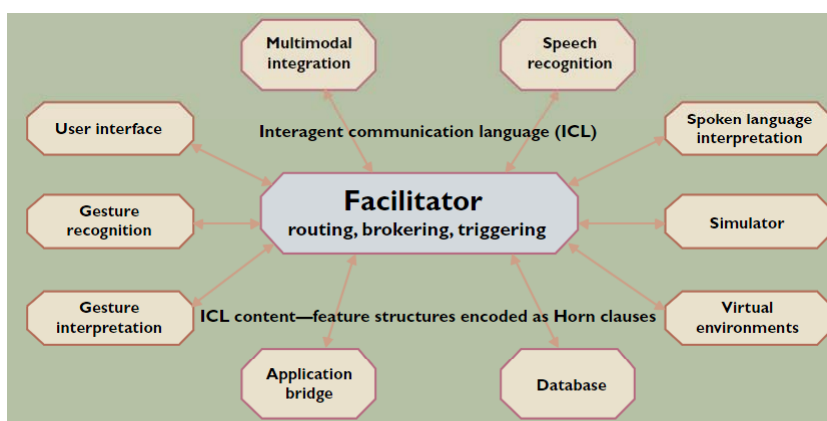 Multimodal
integration
Speech
recognition
User interface
Interagent communication language (ICL)
Spoken language
interpretation
Facilitator
routing, brokering, triggering
Gesture
recognition
Simulator
Gesture
interpretation
ICL content—feature structures encoded as Horn clauses
Virtual
environments
Application
bridge
Database